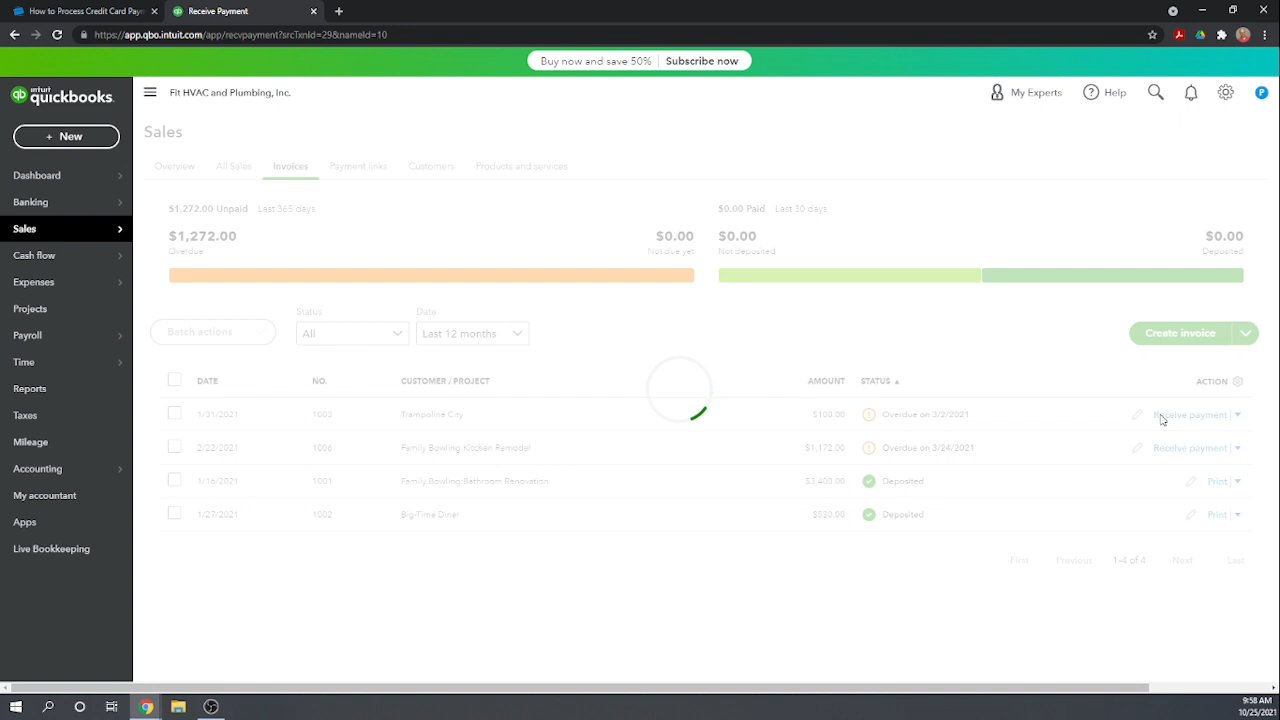 How to Process Credit Card Pay
Receive Payment
https://app.qbo.intuit.com/app/recvpayment?srcTxnId=29&nameId=10
Buy now and save 50% Subscribe now
intuit quickbooks.
Fit HVAC and Plumbing, Inc.
My Experts
Help
P
+ New
Sales
Overview All Sales Invoices Payment links Customers Products and services
Dashboard
Banking
Sales
Cash Flow
Expenses
Projects
Payroll
Time
Reports
Taxes
Mileage
Accounting
My accountant
Apps
Live Bookkeeping
$1,272.00 Unpaid Last 365 days
$0.00 Paid Last 30 days
$1,272.00 $0.00 $0.00 $0.00
Overdue Not due yet Not deposited Deposited
Status Date
Batch actions All Last 12 months Create invoice
DATE NO. CUSTOMER / PROJECT AMOUNT STATUS ▲ ACTION
1/31/2021 1003 Trampoline City $100.00 Overdue on 3/2/2021 Receive payment
2/22/2021 1006 Family Bowling:Kitchen Remodel $1,172.00 Overdue on 3/24/2021 Receive payment
1/16/2021 1001 Family Bowling:Bathroom Renovation $3,400.00 Deposited Print
1/27/2021 1002 Big-Time Diner $530.00 Deposited Print
First Previous 1-4 of 4 Next Last
9:58 AM
10/25/2021